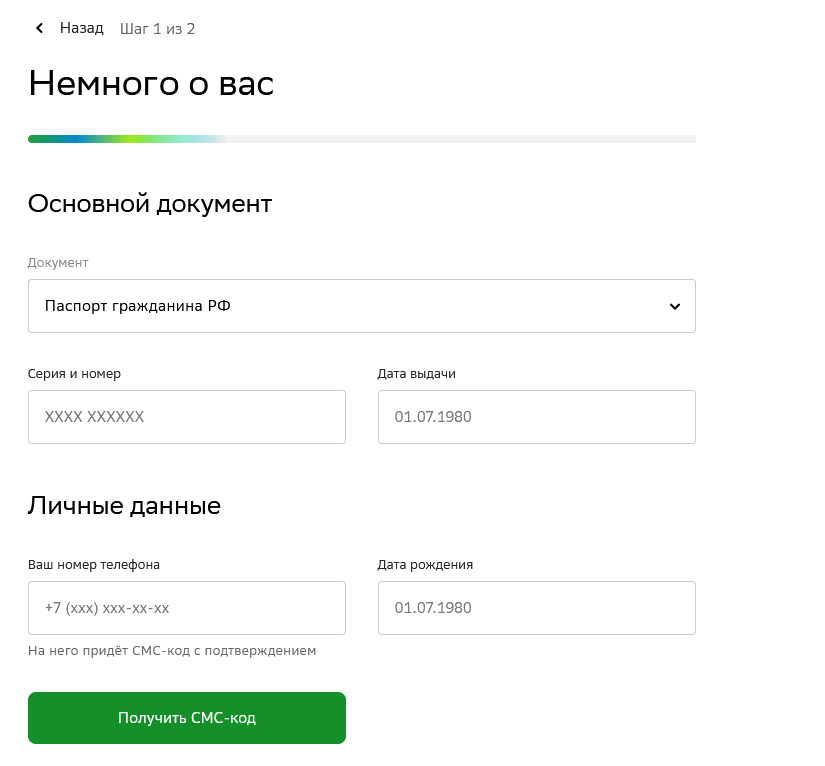 Назад Шаг 1 из 2
Немного о вас
Основной документ
Документ
Паспорт гражданина РФ
Серия и номер Дата выдачи
XXXX XXXXXX 01.07.1980
Личные данные
Ваш номер телефона Дата рождения
+7 (xxx) xxx-xx-xx 01.07.1980
На него придёт СМС-код с подтверждением
Получить СМС-код